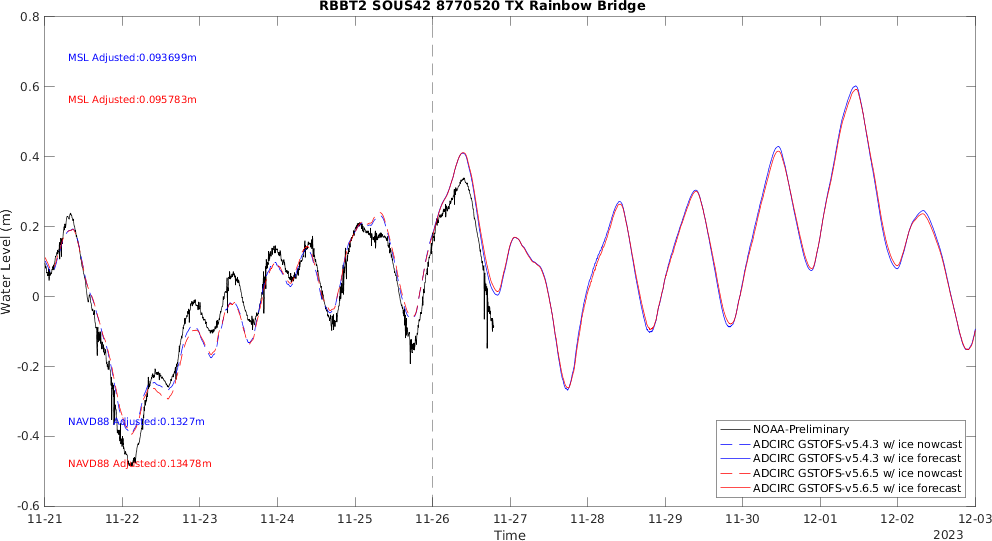 RBBT2 SOUS42 8770520 TX Rainbow Bridge
0.8
0.6
0.4
0.2
0
-0.2
-0.4
-0.6
Water Level (m)
MSL Adjusted:0.093699m
MSL Adjusted:0.095783m
NAVD88 Adjusted:0.1327m
NAVD88 Adjusted:0.13478m
NOAA-Preliminary
ADCIRC GSTOFS-v5.4.3 w/ ice nowcast
ADCIRC GSTOFS-v5.4.3 w/ ice forecast
ADCIRC GSTOFS-v5.6.5 w/ ice nowcast
ADCIRC GSTOFS-v5.6.5 w/ ice forecast
11-21 11-22 11-23 11-24 11-25 11-26 11-27 11-28 11-29 11-30 12-01 12-02 12-03
Time
2023